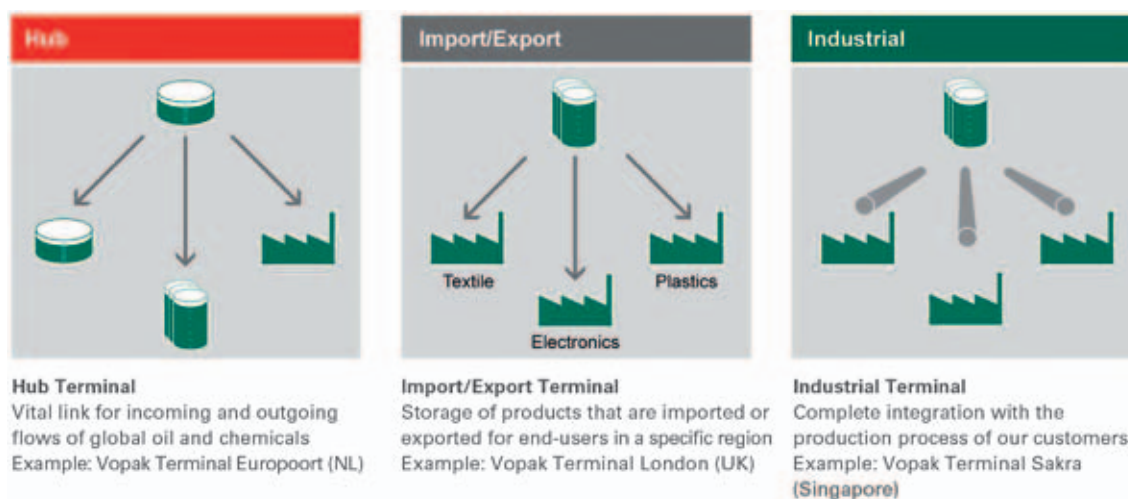 Hub
Import/Export
Industrial
Textile
Plastics
Electronics
Hub Terminal
Vital link for incoming and outgoing
flows of global oil and chemicals
Example: Vopak Terminal Europoort (NL)
Import/Export Terminal
Storage of products that are imported or
exported for end-users in a specific region
Example: Vopak Terminal London (UK)
Industrial Terminal
Complete integration with the
production process of our customers
Example: Vopak Terminal Sakra
(Singapore)